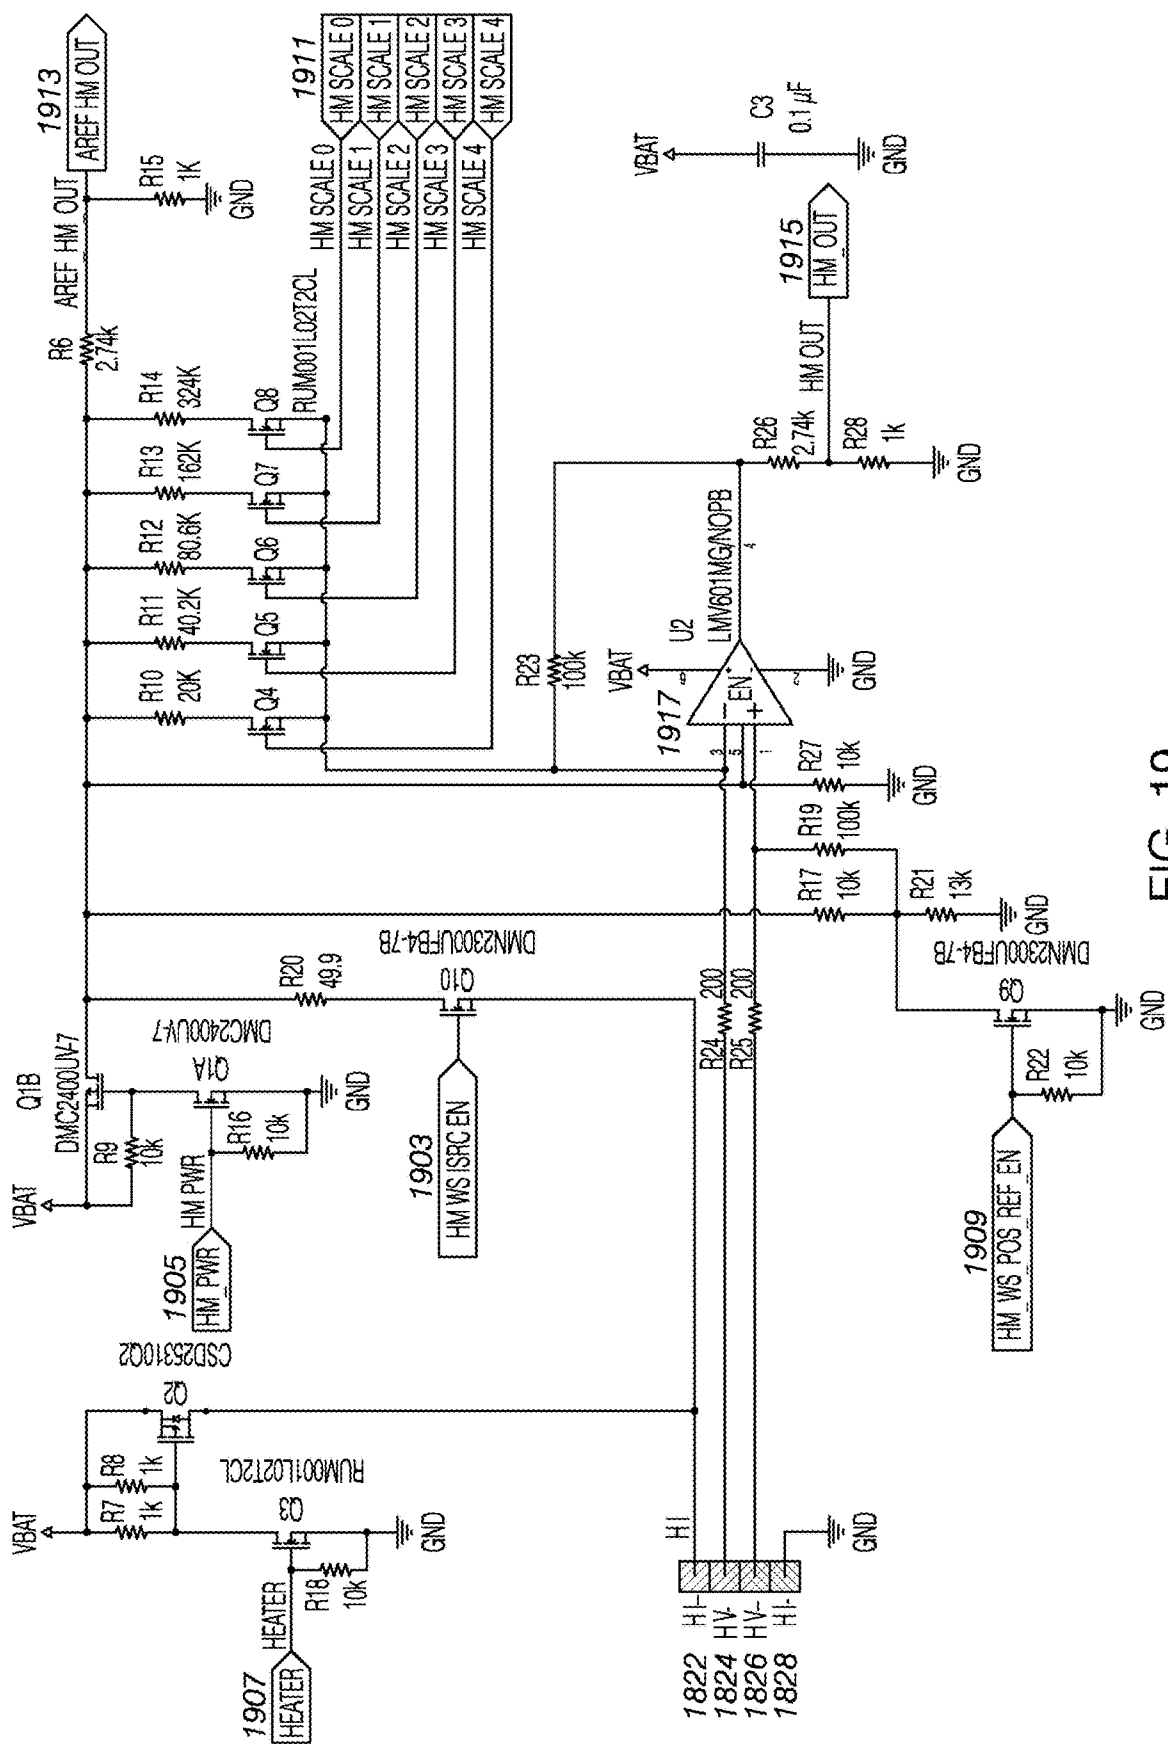 1913
AREF HM OUT
AREF HM OUT
R15
1K
GND
R6
2.74K
1911
HM SCALE 0
HM SCALE 1
HM SCALE 2
HM SCALE 3
HM SCALE 4
HM SCALE 0
HM SCALE 1
HM SCALE 2
HM SCALE 3
HM SCALE 4
RUM001L02T2CL
R14
324K
Q8
R13
162K
Q7
R12
80.6K
Q6
R11
40.2K
Q5
R10
20K
Q4
VBAT
C3
0.1 µF
GND
1915
HM_OUT
HM OUT
R26
2.74k
R28
1k
GND
R23
100k
U2
LMV601MG/NOPB
VBAT
1917
EN
3
5
1
6
2
4
GND
R27
10k
GND
R19
100k
R17
10k
R21
13k
GND
DMN2300UFB4-7B
Q9
R22
10k
GND
1909
HM_WS_POS_REF_EN
VBAT
Q1B
DMC2400UV-7
R9
10k
DMC2400UV-7
Q1A
R16
10k
GND
HM PWR
1905
HM_PWR
R20
49.9
DMN2300UFB4-7B
Q10
1903
HM WS ISRC EN
R24
200
R25
200
VBAT
R7
1k
R8
1k
CSD25310Q2
Q2
RUM001L02T2CL
Q3
R18
10k
GND
HEATER
1907
HEATER
HI
1822 HI-
1824 HV-
1826 HV-
1828 HI-
GND
FIG. 19